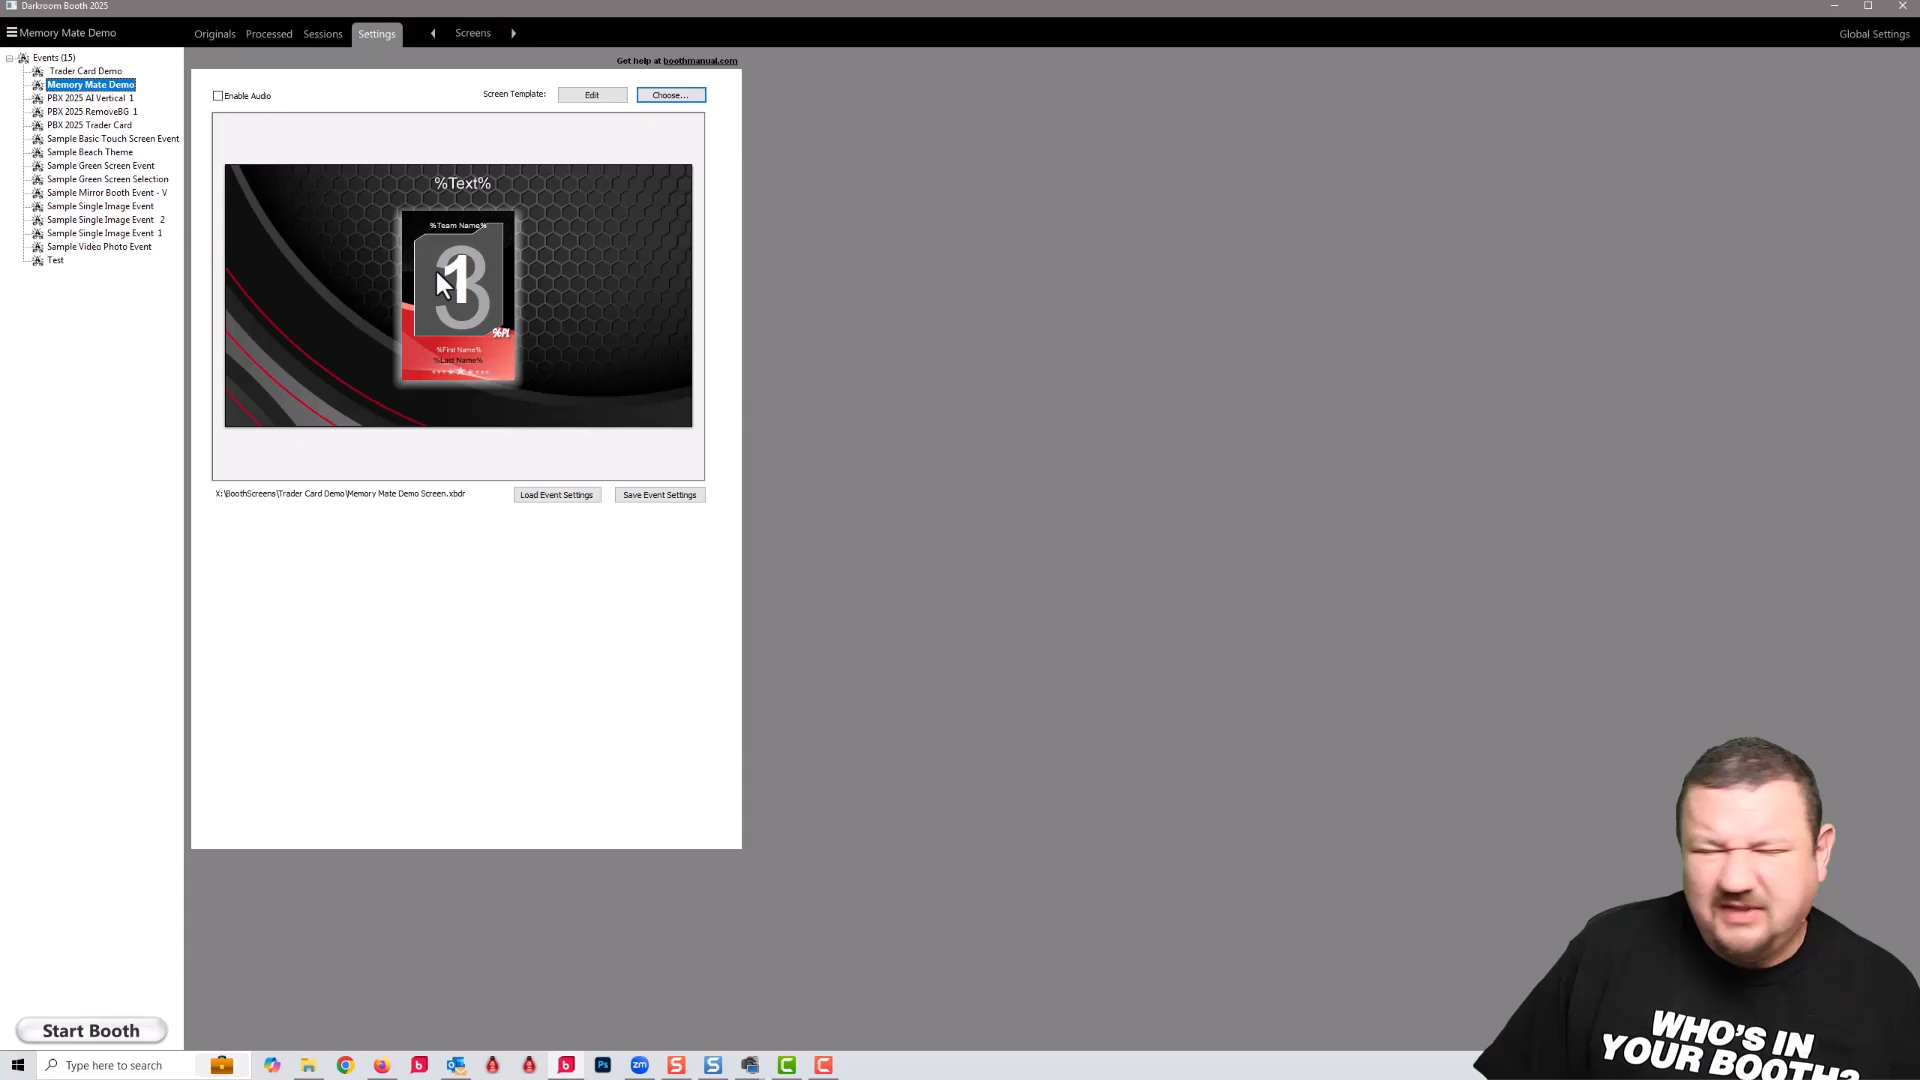 Darkroom Booth 2025
Memory Mate Demo
Originals Processed Sessions Settings Screens
Global Settings
Events (15)
Trader Card Demo
Memory Mate Demo
PBX 2025 AI Vertical 1
PBX 2025 RemoveBG 1
PBX 2025 Trader Card
Sample Basic Touch Screen Event
Sample Beach Theme
Sample Green Screen Event
Sample Green Screen Selection
Sample Mirror Booth Event - V
Sample Single Image Event
Sample Single Image Event 2
Sample Single Image Event 1
Sample Video Photo Event
Test
Get help at boothmanual.com
Enable Audio
Screen Template:
Edit
Choose...
%Text%
%Team Name%
3
1
%PL
%First Name%
%Last Name%
X:\BoothScreens\Trader Card Demo\Memory Mate Demo Screen.xbdr
Load Event Settings
Save Event Settings
Start Booth
Type here to search
b
b
Ps
zm
S
S
C
C
WHO'S IN
YOUR BOOTH?